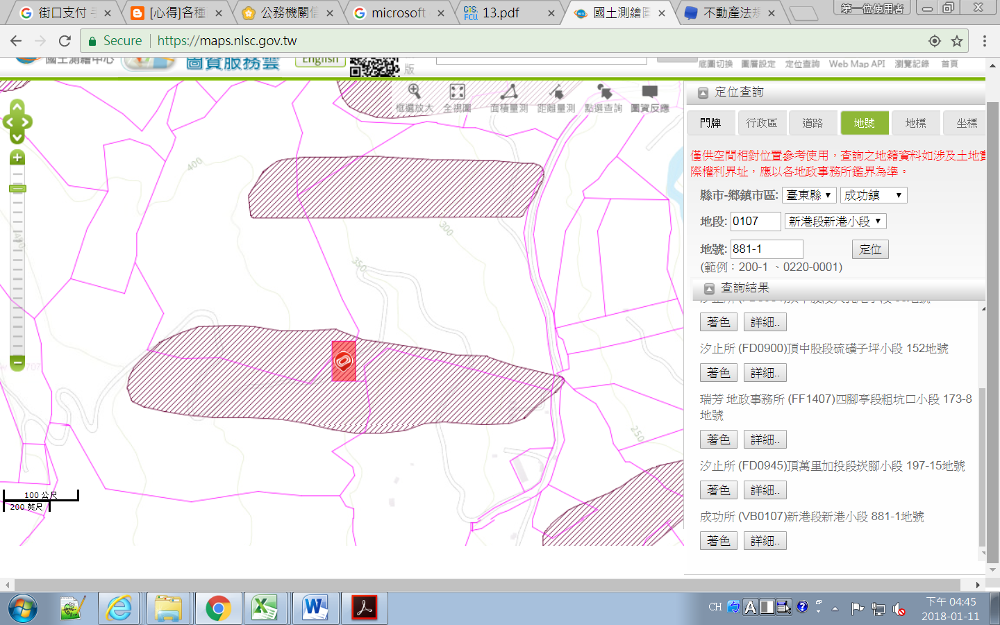 街口支付 手
[心得]各種
公務機關信
microsoft
13.pdf
國土測繪圖
不動產法規
第一位使用者
Secure
https://maps.nlsc.gov.tw
國土測繪中心
圖資服務雲
English
版
底圖切換 圖層設定 定位查詢 Web Map API 瀏覽記錄 首頁
框選放大 全視圖 面積量測 距離量測 點選查詢 圖資反應
400
300
350
250
100 公尺
200 英尺
定位查詢
門牌 行政區 道路 地號 地標 坐標
僅供空間相對位置參考使用，查詢之地籍資料如涉及土地實
際權利界址，應以各地政事務所鑑界為準。
縣市-鄉鎮市區: 臺東縣 成功鎮
地段: 0107 新港段新港小段
地號: 881-1 定位
(範例：200-1 、0220-0001)
查詢結果
著色 詳細..
汐止所 (FD0900)頂中股段硫磺子坪小段 152地號
著色 詳細..
瑞芳 地政事務所 (FF1407)四腳亭段粗坑口小段 173-8
地號
著色 詳細..
汐止所 (FD0945)頂萬里加投段崁腳小段 197-15地號
著色 詳細..
成功所 (VB0107)新港段新港小段 881-1地號
著色 詳細..
CH
下午 04:45
2018-01-11